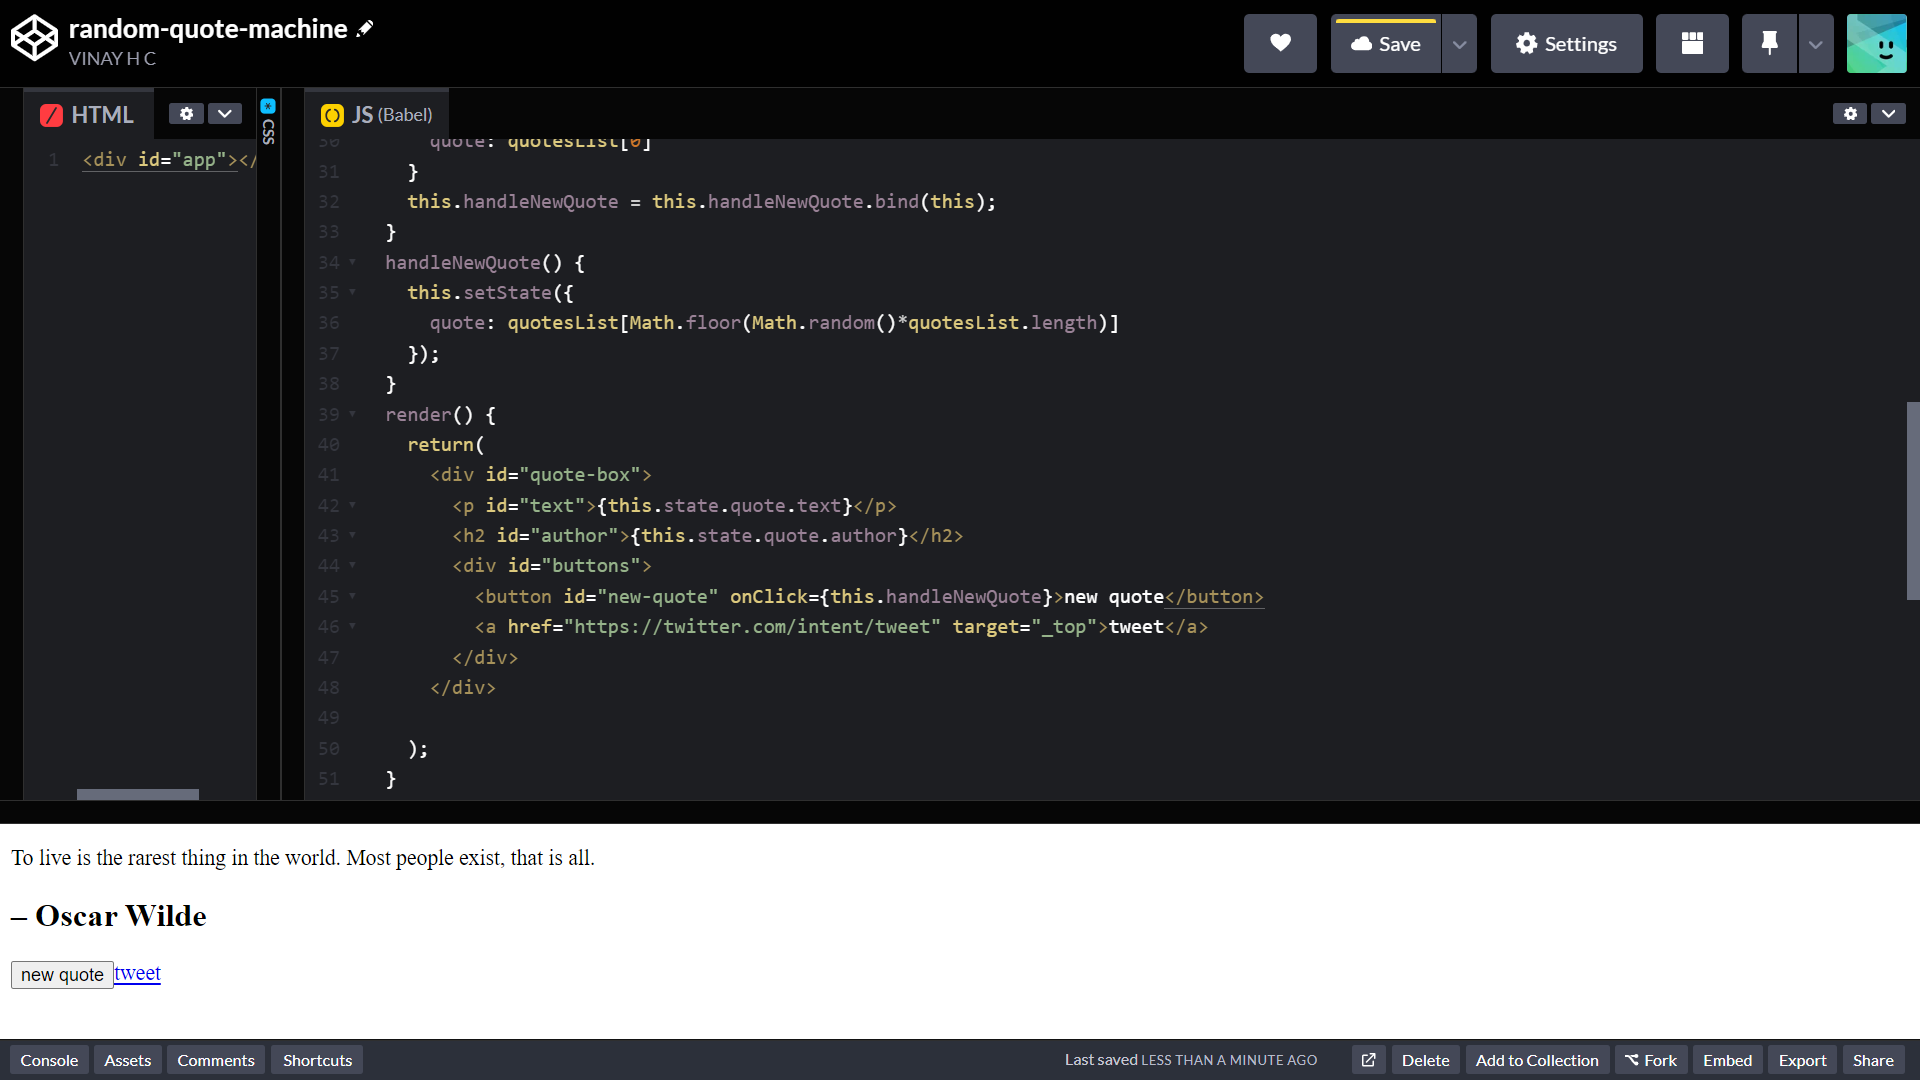 random-quote-machine
VINAY H C
Save
Settings
HTML
CSS
JS (Babel)
1 <div id="app"></
30 quote: quotesList[0]
31 }
32 this.handleNewQuote = this.handleNewQuote.bind(this);
33 }
34 handleNewQuote() {
35 this.setState({
36 quote: quotesList[Math.floor(Math.random()*quotesList.length)]
37 });
38 }
39 render() {
40 return(
41 <div id="quote-box">
42 <p id="text">{this.state.quote.text}</p>
43 <h2 id="author">{this.state.quote.author}</h2>
44 <div id="buttons">
45 <button id="new-quote" onClick={this.handleNewQuote}>new quote</button>
46 <a href="https://twitter.com/intent/tweet" target="_top">tweet</a>
47 </div>
48 </div>
49
50 );
51 }
To live is the rarest thing in the world. Most people exist, that is all.
– Oscar Wilde
new quote tweet
Console Assets Comments Shortcuts Last saved LESS THAN A MINUTE AGO Delete Add to Collection Fork Embed Export Share